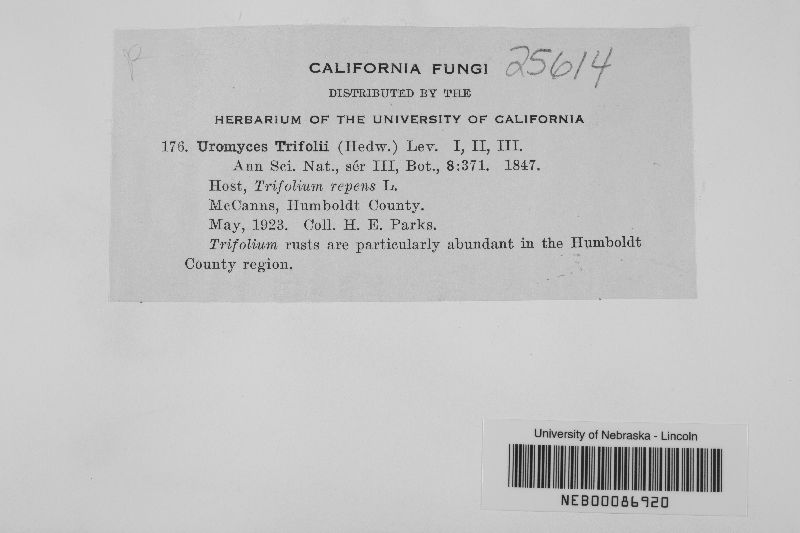 P
CALIFORNIA FUNGI 25614
DISTRIBUTED BY THE
HERBARIUM OF THE UNIVERSITY OF CALIFORNIA
176. Uromyces Trifolii (Hedw.) Lev. I, II, III.
Ann Sci. Nat., sér III, Bot., 8:371. 1847.
Host, Trifolium repens L.
McCanns, Humboldt County.
May, 1923. Coll. H. E. Parks.
Trifolium rusts are particularly abundant in the Humboldt
County region.
University of Nebraska - Lincoln
NEB00086920